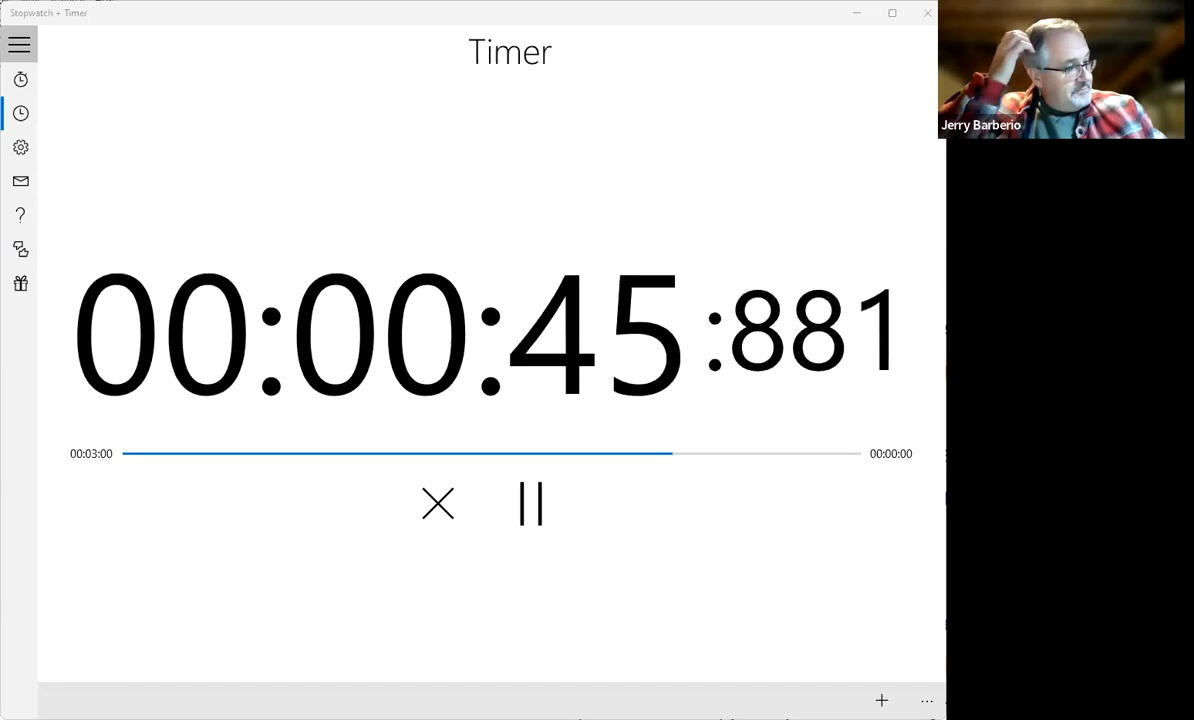 Stopwatch + Timer
Timer
Jerry Barberio
00:00:45:881
00:03:00
00:00:00